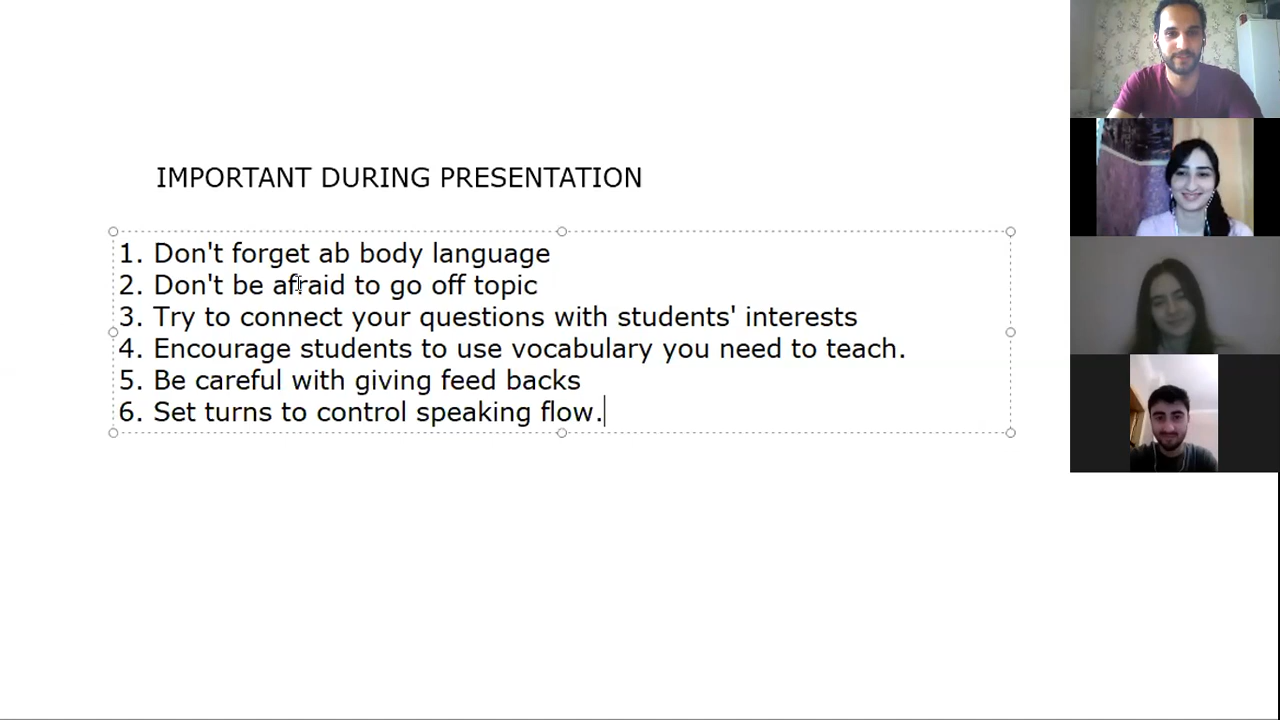 IMPORTANT DURING PRESENTATION
1. Don't forget ab body language
2. Don't be afraid to go off topic
3. Try to connect your questions with students' interests
4. Encourage students to use vocabulary you need to teach.
5. Be careful with giving feed backs
6. Set turns to control speaking flow.